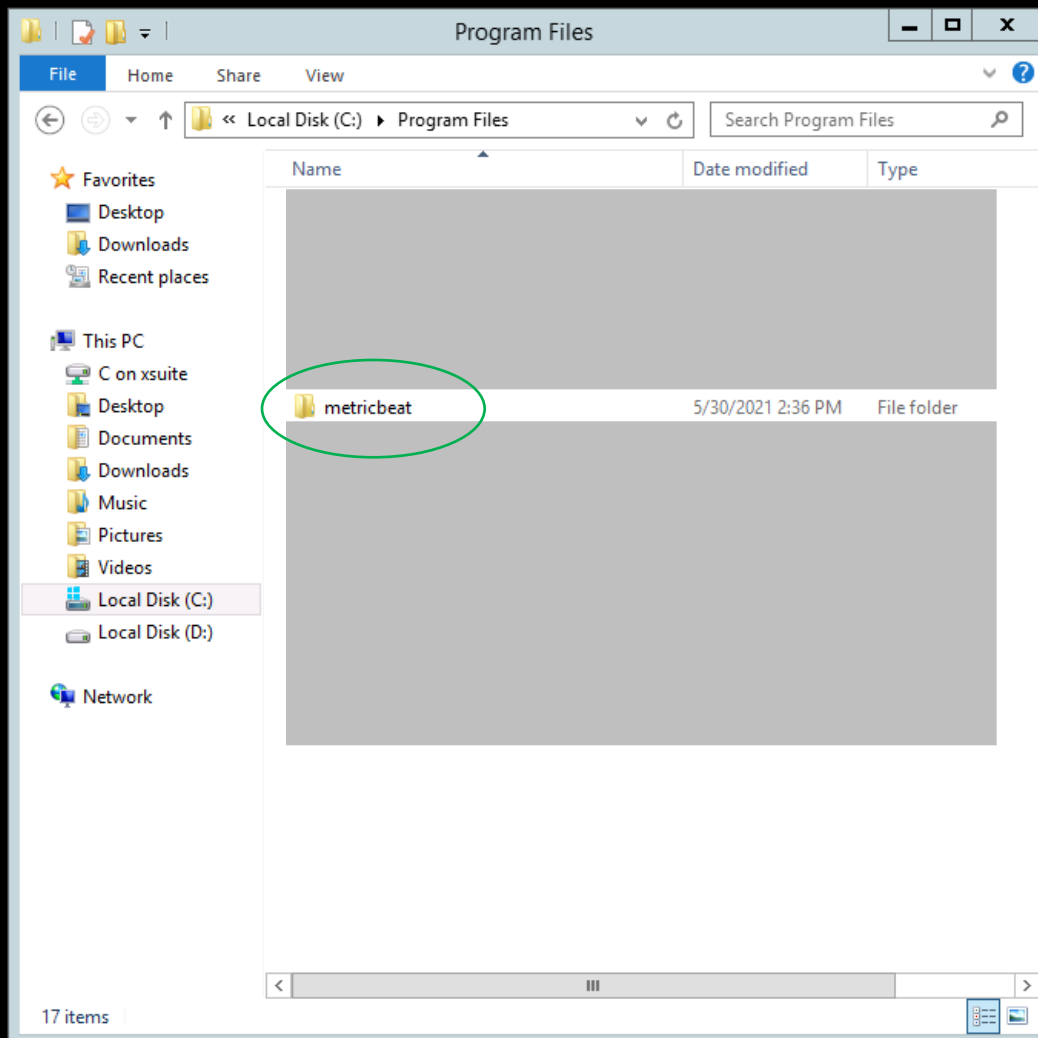 Program Files
File Home Share View
« Local Disk (C:) Program Files Search Program Files
Name Date modified Type
Favorites
Desktop
Downloads
Recent places
This PC
C on xsuite
Desktop
metricbeat 5/30/2021 2:36 PM File folder
Documents
Downloads
Music
Pictures
Videos
Local Disk (C:)
Local Disk (D:)
Network
17 items